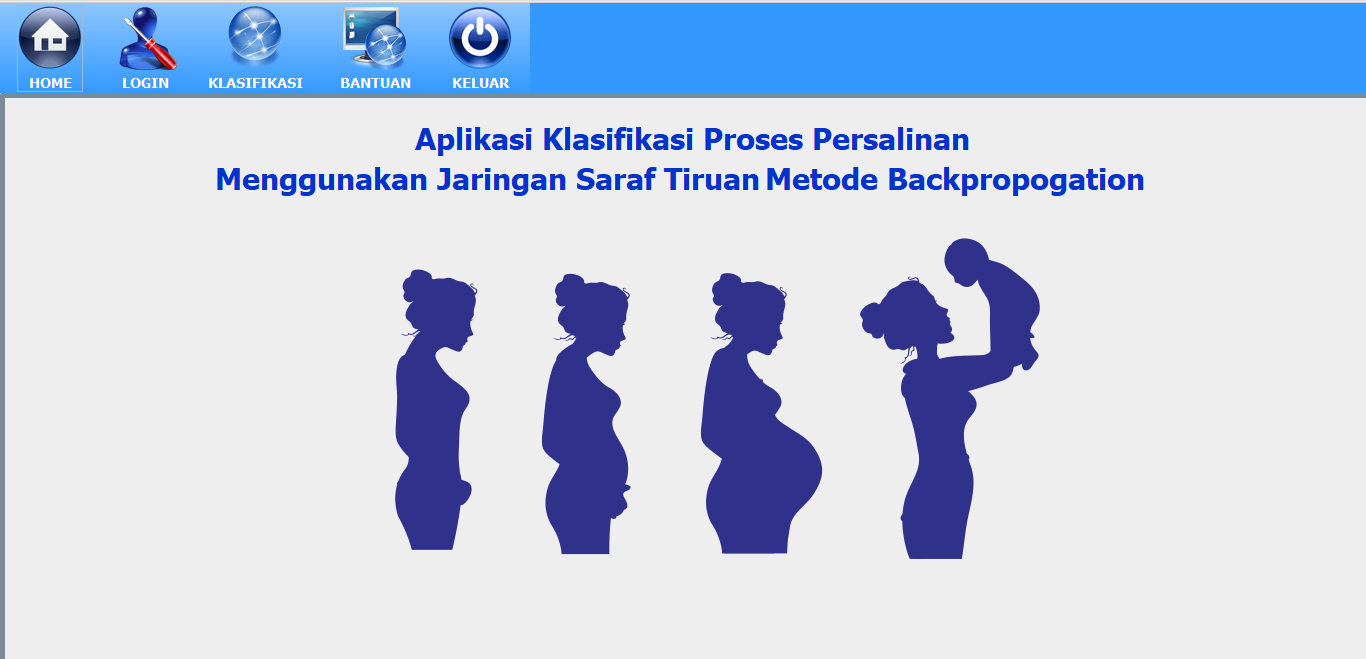 HOME
LOGIN
KLASIFIKASI
BANTUAN
KELUAR
Aplikasi Klasifikasi Proses Persalinan
Menggunakan Jaringan Saraf Tiruan Metode Backpropogation